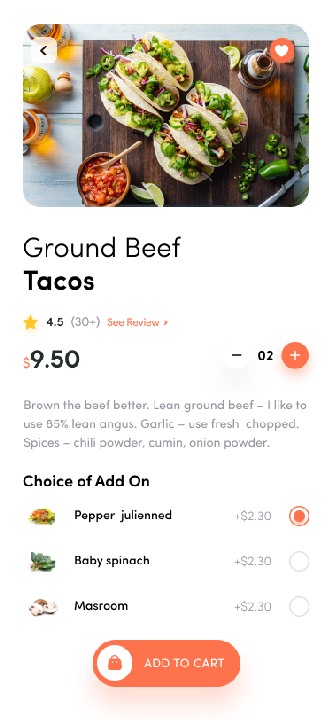 Ground Beef
Tacos
4.5 (30+) See Review >
$9.50 − 02 +
Brown the beef better. Lean ground beef – I like to
use 85% lean angus. Garlic – use fresh chopped.
Spices – chili powder, cumin, onion powder.
Choice of Add On
Pepper julienned +$2.30
Baby spinach +$2.30
Masroom +$2.30
ADD TO CART